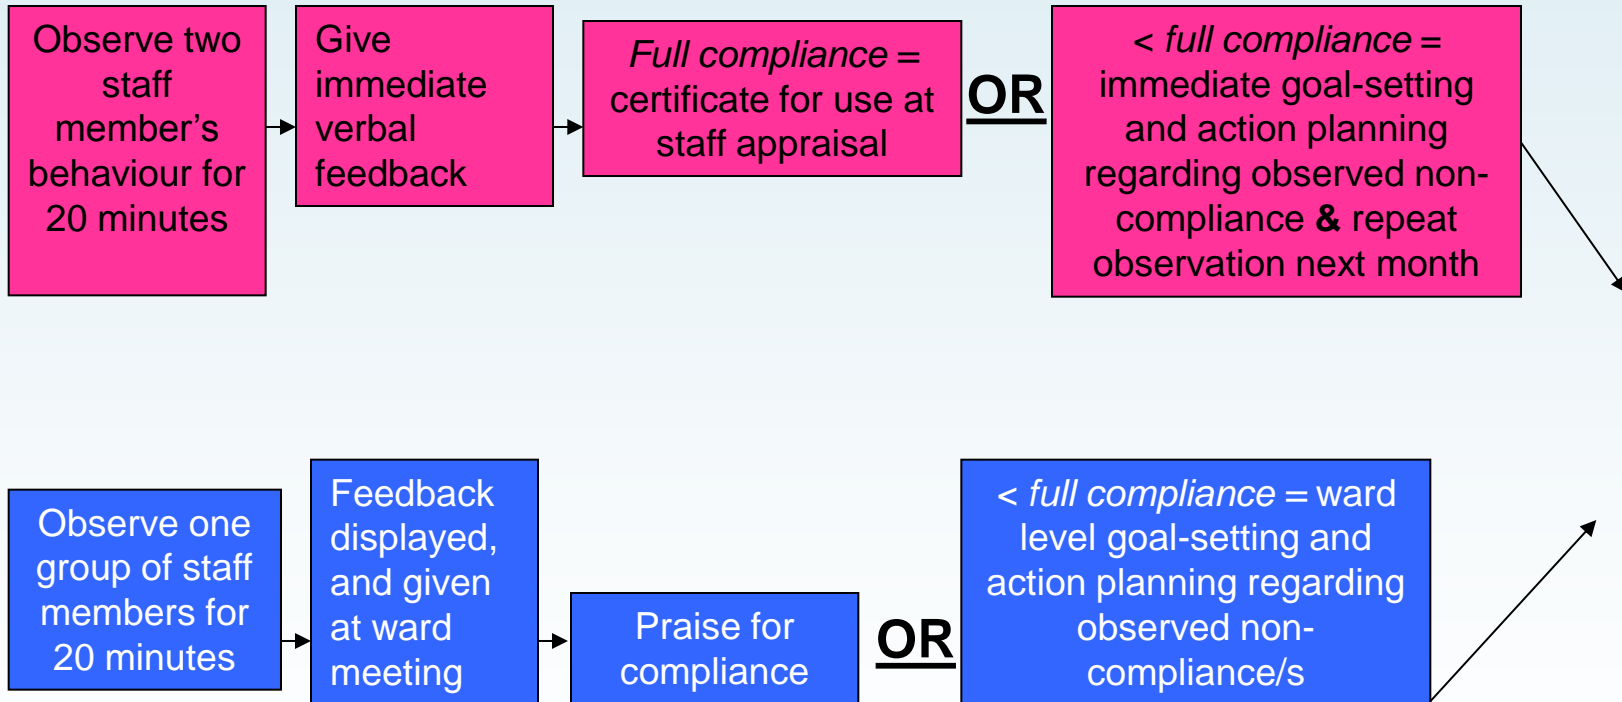 Observe two
staff
member’s
behaviour for
20 minutes
Give
immediate
verbal
feedback
Full compliance =
certificate for use at
staff appraisal
OR
< full compliance =
immediate goal-setting
and action planning
regarding observed non-
compliance & repeat
observation next month
Observe one
group of staff
members for
20 minutes
Feedback
displayed,
and given
at ward
meeting
Praise for
compliance
OR
< full compliance = ward
level goal-setting and
action planning regarding
observed non-
compliance/s